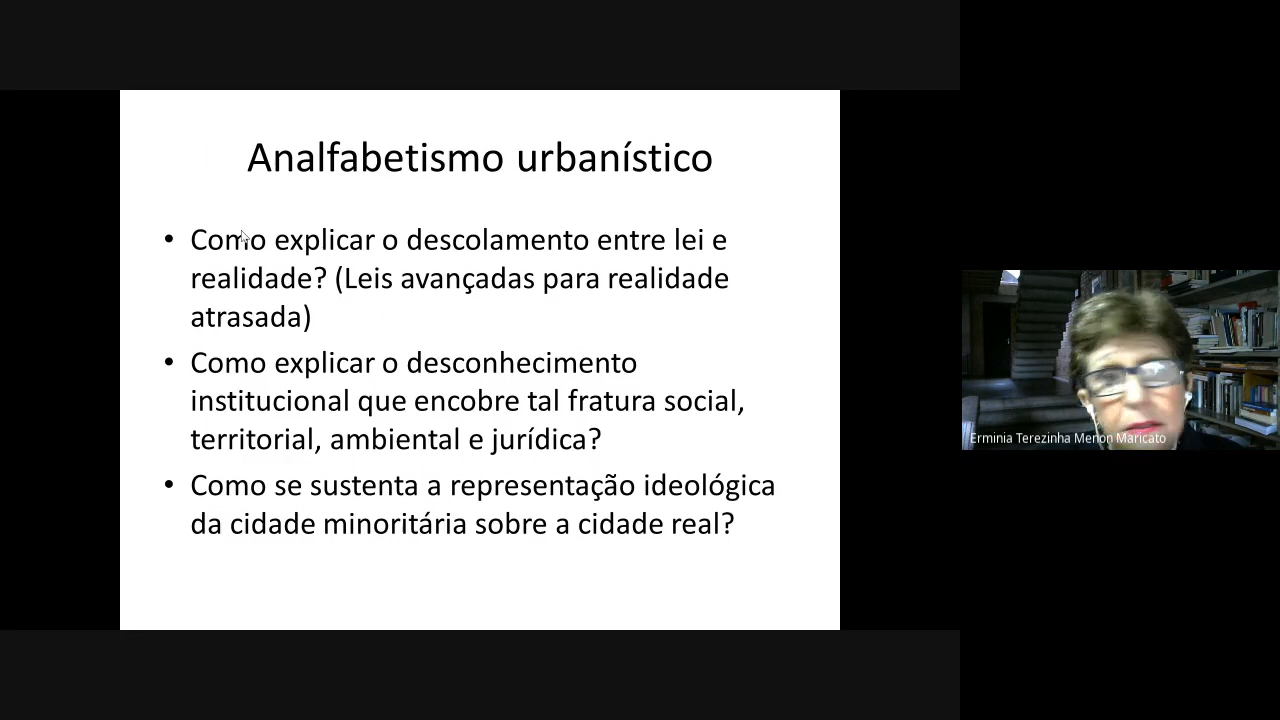 Analfabetismo urbanístico
• Como explicar o descolamento entre lei e
realidade? (Leis avançadas para realidade
atrasada)
• Como explicar o desconhecimento
institucional que encobre tal fratura social,
territorial, ambiental e jurídica?
• Como se sustenta a representação ideológica
da cidade minoritária sobre a cidade real?
Erminia Terezinha Menon Maricato